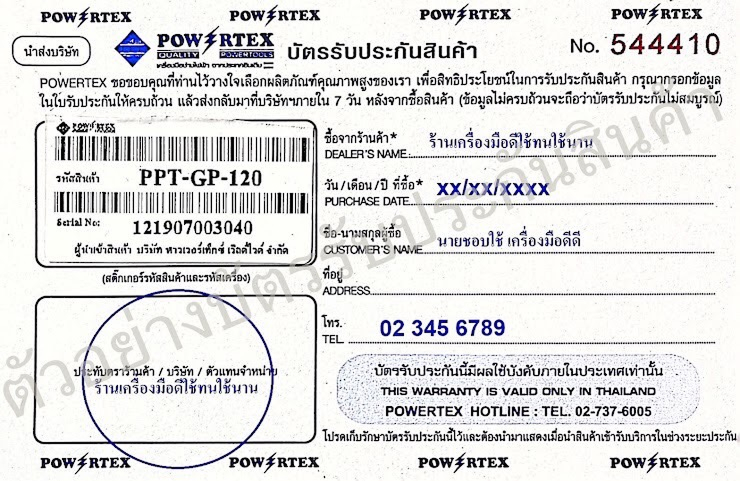 POWERTEX POWERTEX POWERTEX POWERTEX
นำส่งบริษัท
POWERTEX
QUALITY POWERTOOLS
บัตรรับประกันสินค้า
No. 544410
POWERTEX ขอขอบคุณที่ท่านไว้วางใจเลือกผลิตภัณฑ์คุณภาพสูงของเรา เพื่อสิทธิประโยชน์ในการรับประกันสินค้า กรุณากรอกข้อมูล
ในใบรับประกันให้ครบถ้วน แล้วส่งกลับมาที่บริษัทฯภายใน 7 วัน หลังจากซื้อสินค้า (ข้อมูลไม่ครบถ้วนจะถือว่าบัตรรับประกันไม่สมบูรณ์)
POWERTEX
รหัสสินค้า PPT-GP-120
Serial No: 121907003040
ผู้นำเข้าสินค้า บริษัท พาวเวอร์เท็กซ์ เวิลด์ไวด์ จำกัด
(สติ๊กเกอร์รหัสสินค้าและรหัสเครื่อง)
ชื่อจากร้านค้า* ร้านเครื่องมือดีใช้ทนใช้นาน
DEALER'S NAME
วัน / เดือน / ปี ที่ซื้อ* xx/xx/xxxx
PURCHASE DATE
ชื่อ-นามสกุลผู้ซื้อ นายชอบใช้ เครื่องมือดีดี
CUSTOMER'S NAME
ที่อยู่
ADDRESS
โทร. 02 345 6789
TEL
ประทับตราร้านค้า / บริษัท / ตัวแทนจำหน่าย
ร้านเครื่องมือดีใช้ทนใช้นาน
บัตรรับประกันนี้มีผลใช้บังคับภายในประเทศเท่านั้น
THIS WARRANTY IS VALID ONLY IN THAILAND
POWERTEX HOTLINE : TEL. 02-737-6005
โปรดเก็บรักษาบัตรรับประกันนี้ไว้และต้องนำมาแสดงเมื่อนำสินค้าเข้ารับบริการในช่วงระยะประกัน
POWERTEX POWERTEX POWERTEX POWERTEX
ตัวอย่างบัตรรับประกันสินค้า